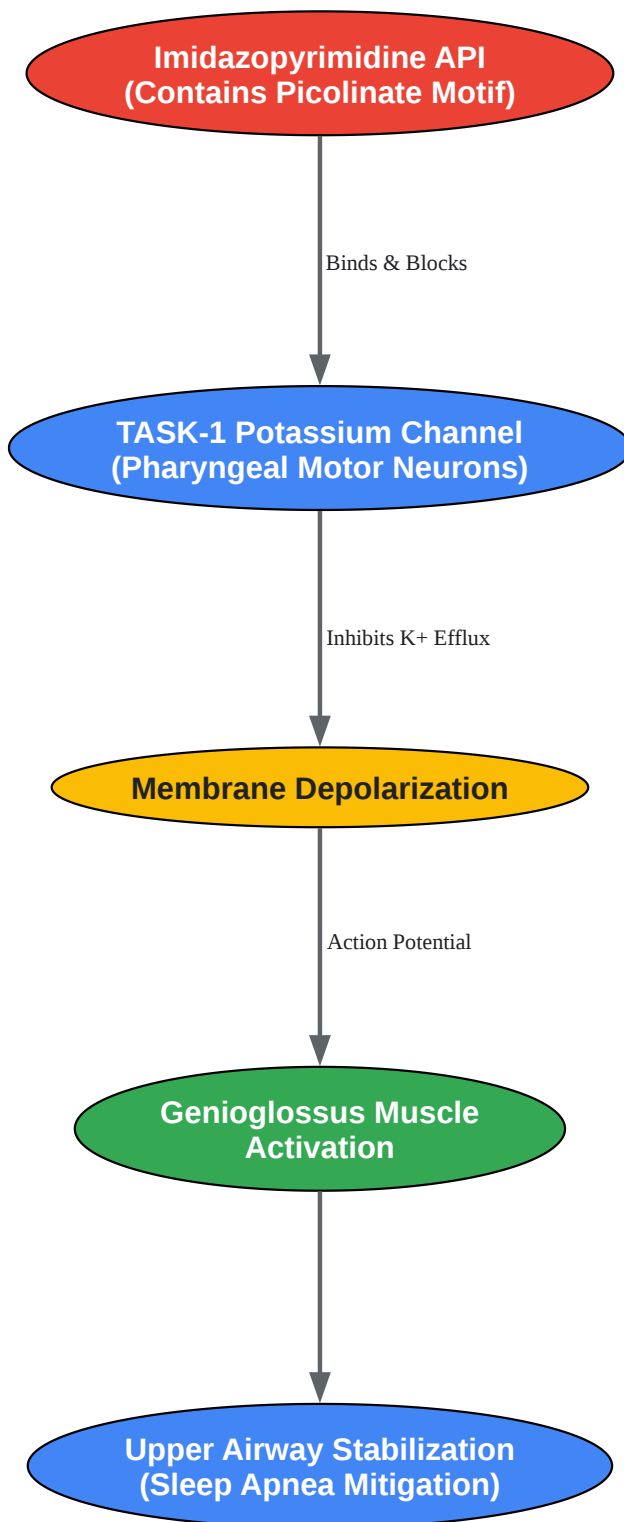 Imidazopyrimidine API
(Contains Picolinate Motif)
Binds & Blocks
TASK-1 Potassium Channel
(Pharyngeal Motor Neurons)
Inhibits K+ Efflux
Membrane Depolarization
Action Potential
Genioglossus Muscle
Activation
Upper Airway Stabilization
(Sleep Apnea Mitigation)